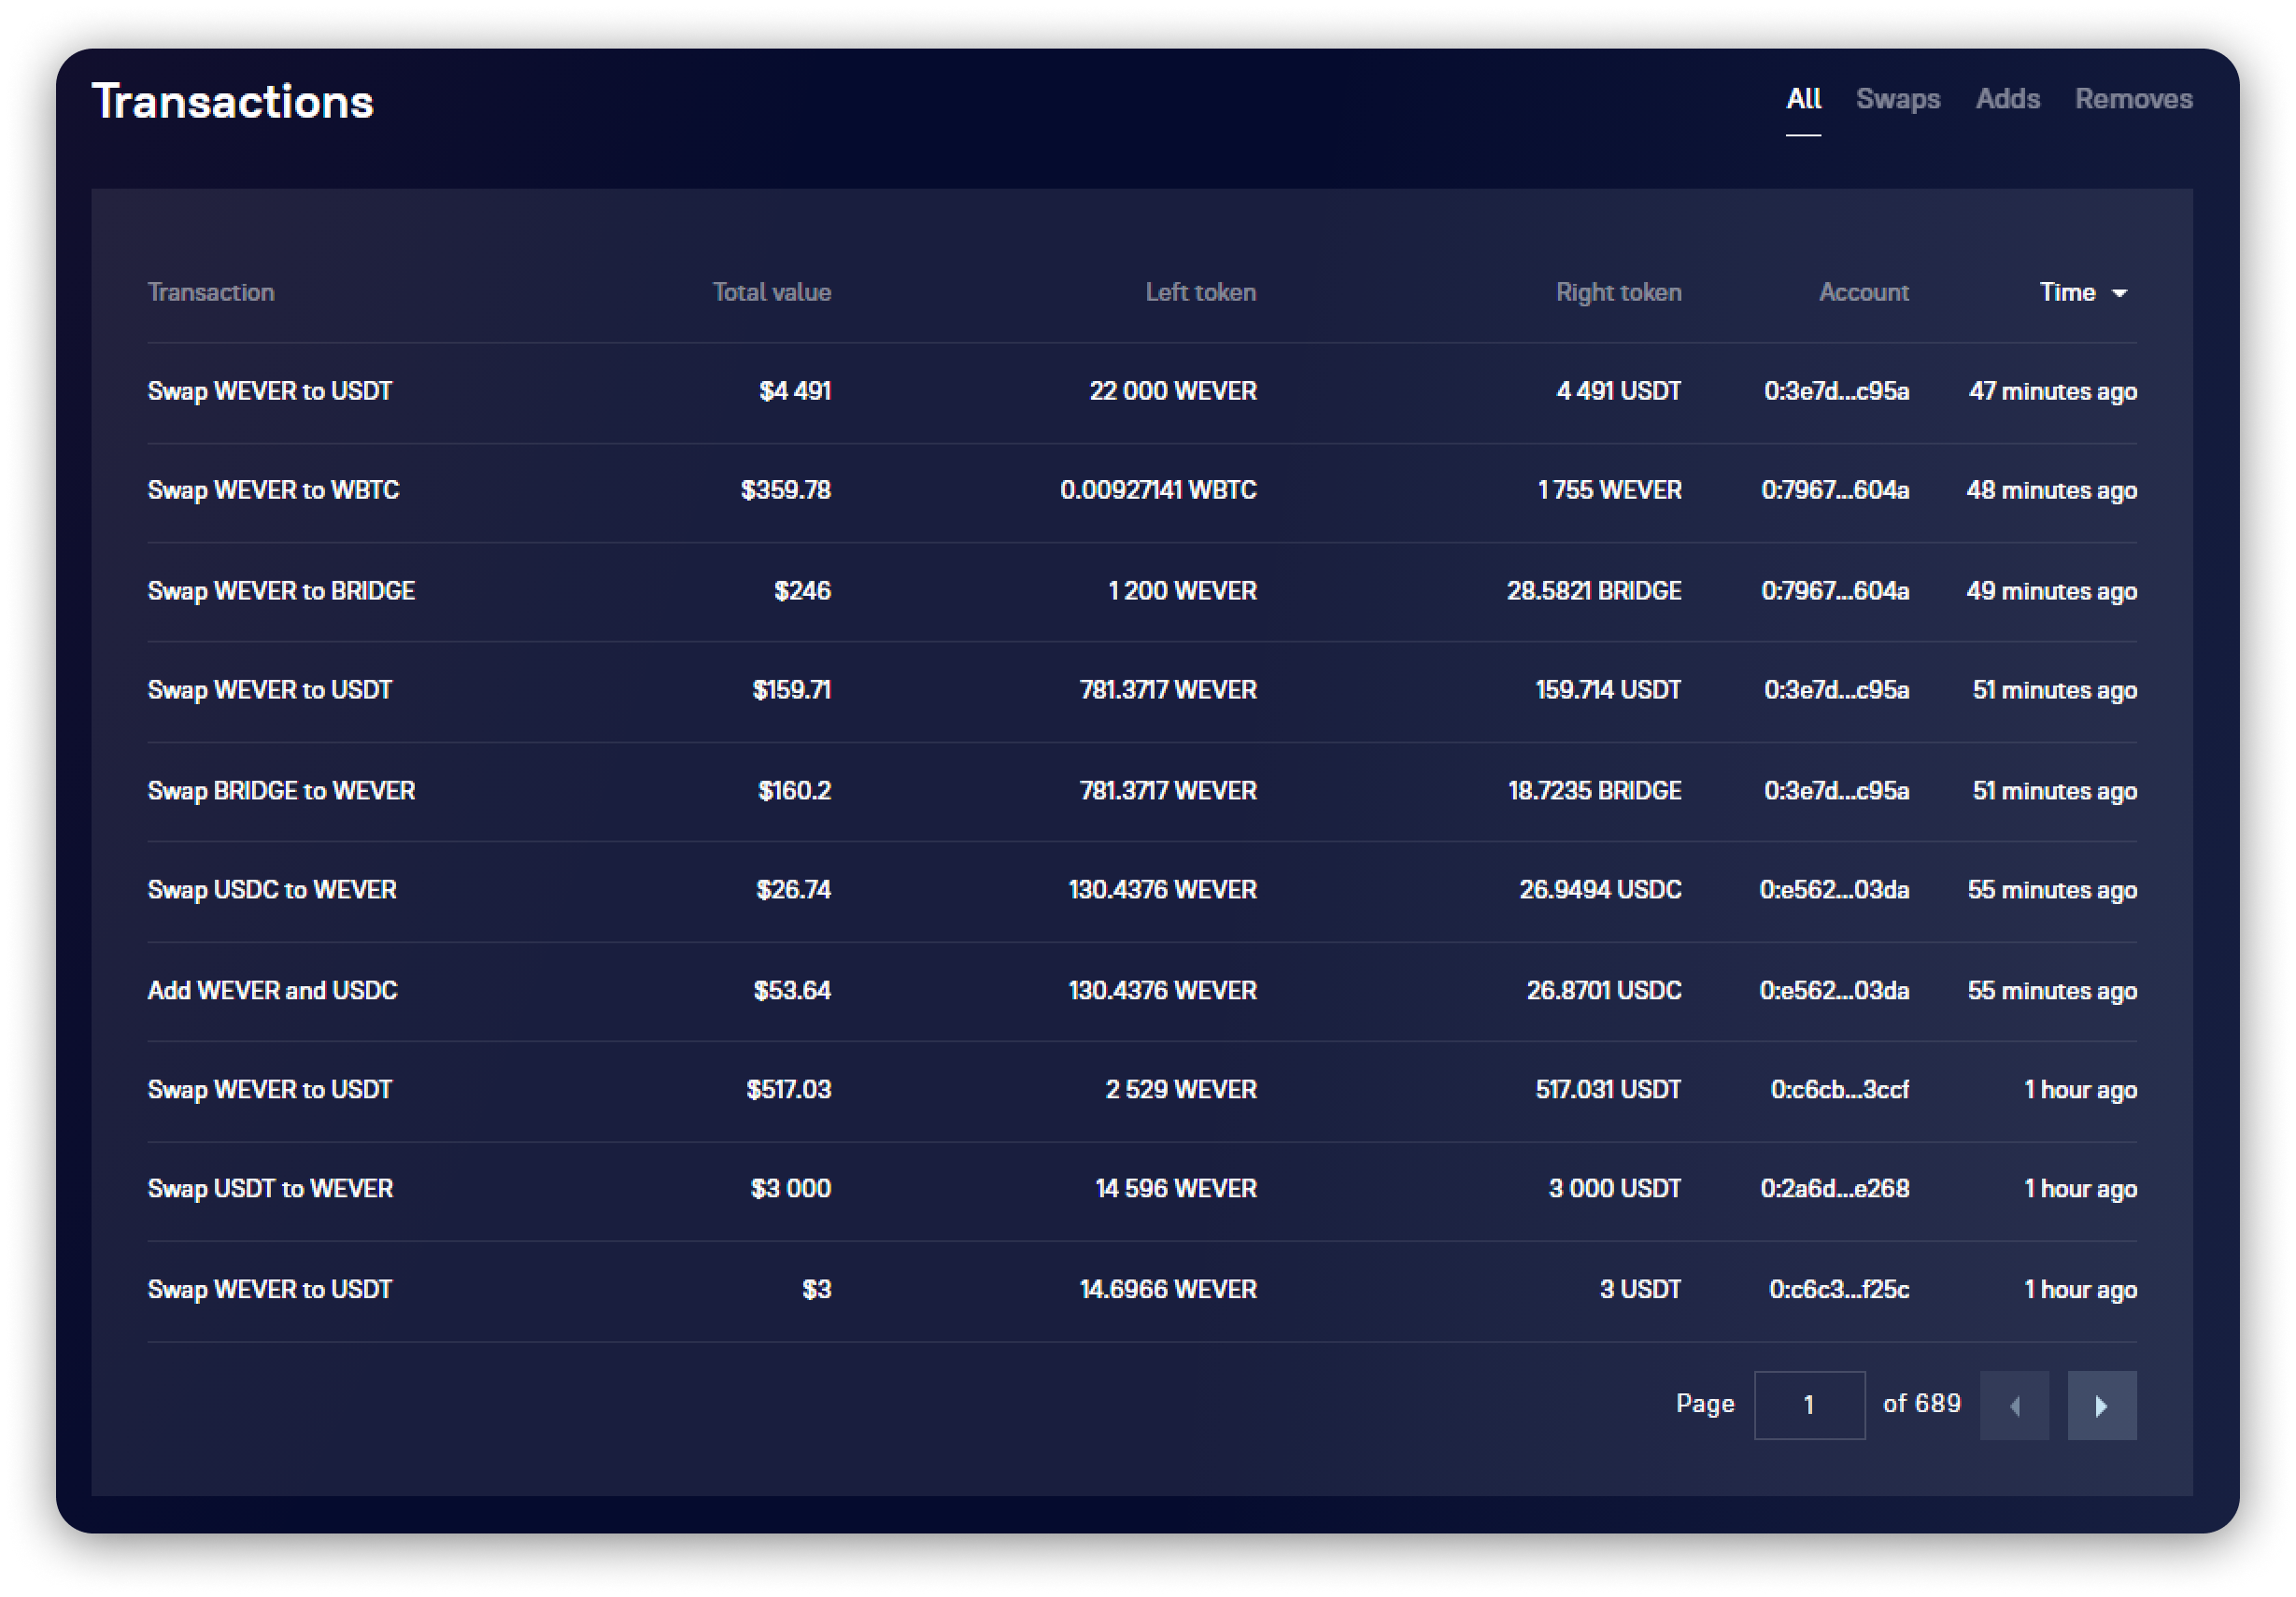 Transactions All Swaps Adds Removes
Transaction Total value Left token Right token Account Time
Swap WEVER to USDT $4 491 22 000 WEVER 4 491 USDT 0:3e7d...c95a 47 minutes ago
Swap WEVER to WBTC $359.78 0.00927141 WBTC 1 755 WEVER 0:7967...604a 48 minutes ago
Swap WEVER to BRIDGE $246 1 200 WEVER 28.5821 BRIDGE 0:7967...604a 49 minutes ago
Swap WEVER to USDT $159.71 781.3717 WEVER 159.714 USDT 0:3e7d...c95a 51 minutes ago
Swap BRIDGE to WEVER $160.2 781.3717 WEVER 18.7235 BRIDGE 0:3e7d...c95a 51 minutes ago
Swap USDC to WEVER $26.74 130.4376 WEVER 26.9494 USDC 0:e562...03da 55 minutes ago
Add WEVER and USDC $53.64 130.4376 WEVER 26.8701 USDC 0:e562...03da 55 minutes ago
Swap WEVER to USDT $517.03 2 529 WEVER 517.031 USDT 0:c6cb...3ccf 1 hour ago
Swap USDT to WEVER $3 000 14 596 WEVER 3 000 USDT 0:2a6d...e268 1 hour ago
Swap WEVER to USDT $3 14.6966 WEVER 3 USDT 0:c6c3...f25c 1 hour ago
Page 1 of 689